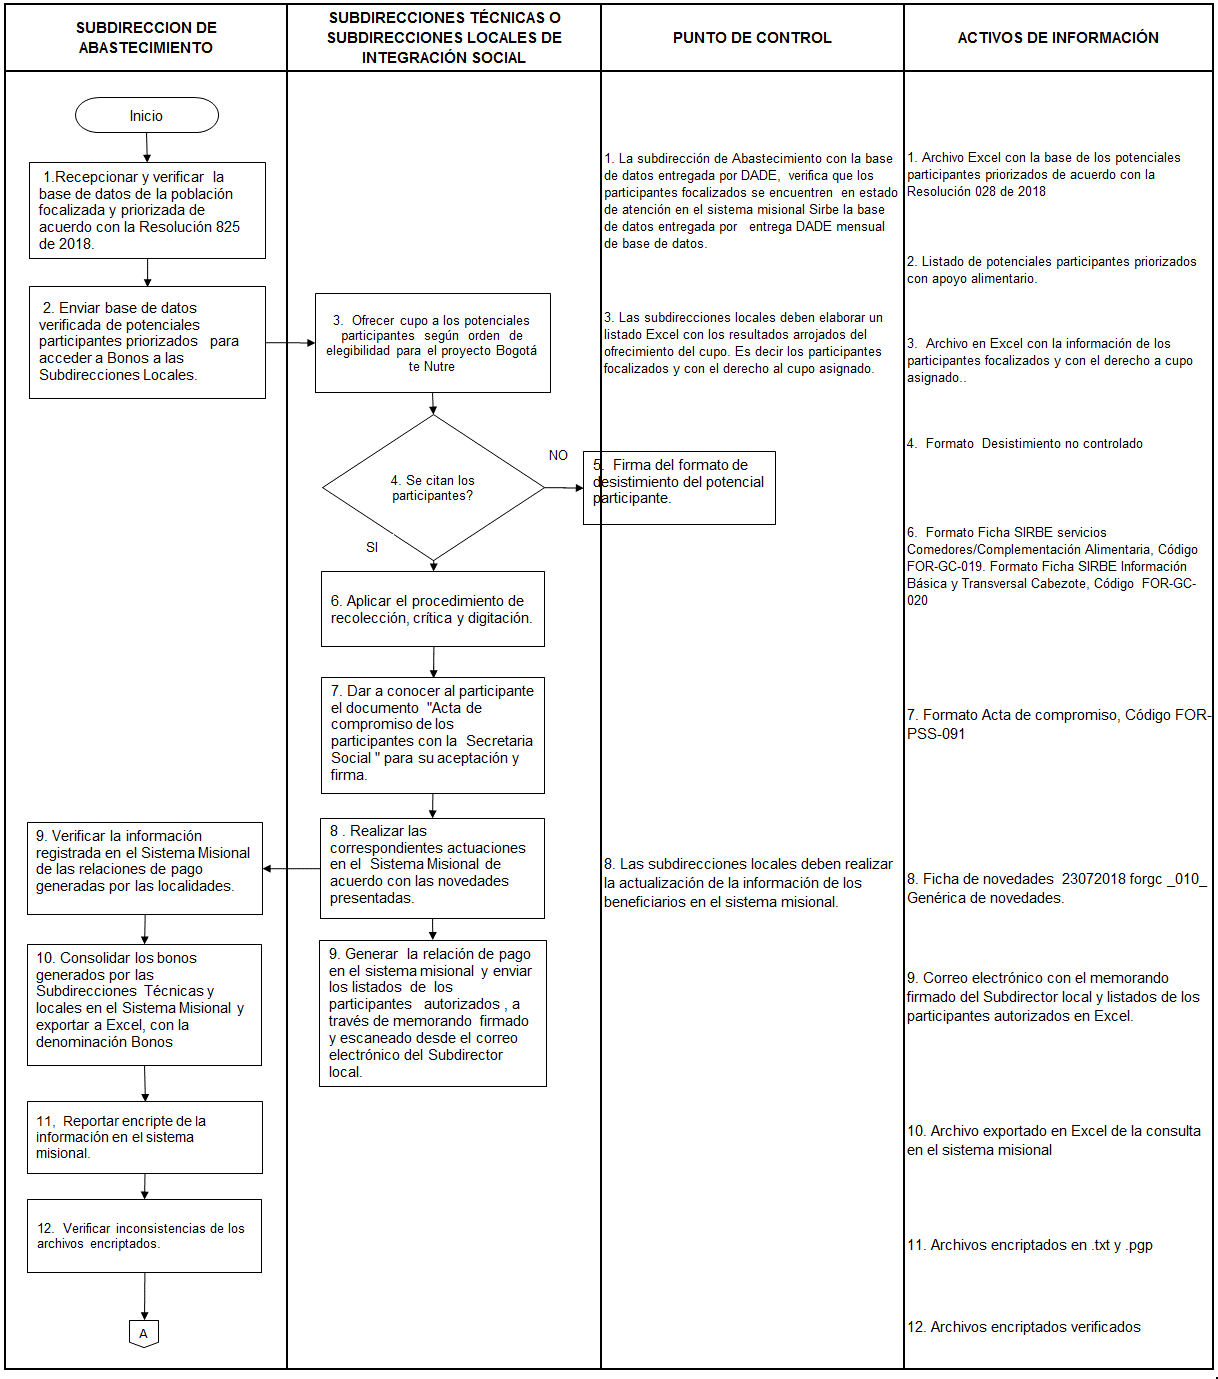 SUBDIRECCION DE
ABASTECIMIENTO
SUBDIRECCIONES TÉCNICAS O
SUBDIRECCIONES LOCALES DE
INTEGRACIÓN SOCIAL
PUNTO DE CONTROL
ACTIVOS DE INFORMACIÓN
Inicio
1.Recepcionar y verificar la
base de datos de la población
focalizada y priorizada de
acuerdo con la Resolución 825
de 2018.
2. Enviar base de datos
verificada de potenciales
participantes priorizados para
acceder a Bonos a las
Subdirecciones Locales.
9. Verificar la información
registrada en el Sistema Misional
de las relaciones de pago
generadas por las localidades.
10. Consolidar los bonos
generados por las
Subdirecciones Técnicas y
locales en el Sistema Misional y
exportar a Excel, con la
denominación Bonos
11, Reportar encripte de la
información en el sistema
misional.
12. Verificar inconsistencias de los
archivos encriptados.
A
3. Ofrecer cupo a los potenciales
participantes según orden de
elegibilidad para el proyecto Bogotá
te Nutre
4. Se citan los
participantes?
NO
SI
5. Firma del formato de
desistimiento del potencial
participante.
6. Aplicar el procedimiento de
recolección, crítica y digitación.
7. Dar a conocer al participante
el documento "Acta de
compromiso de los
participantes con la Secretaria
Social " para su aceptación y
firma.
8 . Realizar las
correspondientes actuaciones
en el Sistema Misional de
acuerdo con las novedades
presentadas.
9. Generar la relación de pago
en el sistema misional y enviar
los listados de los
participantes autorizados , a
través de memorando firmado
y escaneado desde el correo
electrónico del Subdirector
local.
1. La subdirección de Abastecimiento con la base
de datos entregada por DADE, verifica que los
participantes focalizados se encuentren en estado
de atención en el sistema misional Sirbe la base
de datos entregada por entrega DADE mensual
de base de datos.
3. Las subdirecciones locales deben elaborar un
listado Excel con los resultados arrojados del
ofrecimiento del cupo. Es decir los participantes
focalizados y con el derecho al cupo asignado.
8. Las subdirecciones locales deben realizar
la actualización de la información de los
beneficiarios en el sistema misional.
1. Archivo Excel con la base de los potenciales
participantes priorizados de acuerdo con la
Resolución 028 de 2018
2. Listado de potenciales participantes priorizados
con apoyo alimentario.
3. Archivo en Excel con la información de los
participantes focalizados y con el derecho a cupo
asignado..
4. Formato Desistimiento no controlado
6. Formato Ficha SIRBE servicios
Comedores/Complementación Alimentaria, Código
FOR-GC-019. Formato Ficha SIRBE Información
Básica y Transversal Cabezote, Código FOR-GC-
020
7. Formato Acta de compromiso, Código FOR-
PSS-091
8. Ficha de novedades 23072018 forgc _010_
Genérica de novedades.
9. Correo electrónico con el memorando
firmado del Subdirector local y listados de los
participantes autorizados en Excel.
10. Archivo exportado en Excel de la consulta
en el sistema misional
11. Archivos encriptados en .txt y .pgp
12. Archivos encriptados verificados